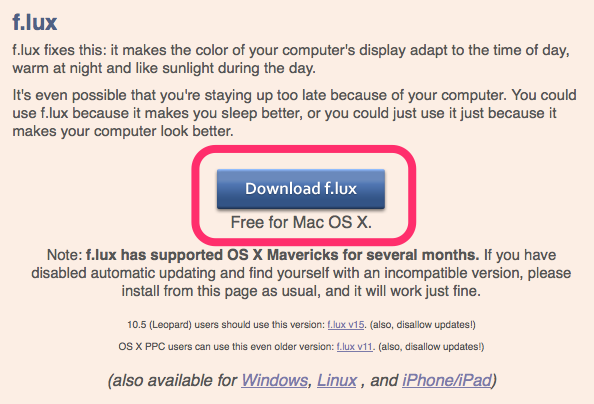 f.lux
f.lux fixes this: it makes the color of your computer's display adapt to the time of day,
warm at night and like sunlight during the day.
It's even possible that you're staying up too late because of your computer. You could
use f.lux because it makes you sleep better, or you could just use it just because it
makes your computer look better.
Download f.lux
Free for Mac OS X.
Note: f.lux has supported OS X Mavericks for several months. If you have
disabled automatic updating and find yourself with an incompatible version, please
install from this page as usual, and it will work just fine.
10.5 (Leopard) users should use this version: f.lux v15. (also, disallow updates!)
OS X PPC users can use this even older version: f.lux v11. (also, disallow updates!)
(also available for Windows, Linux , and iPhone/iPad)